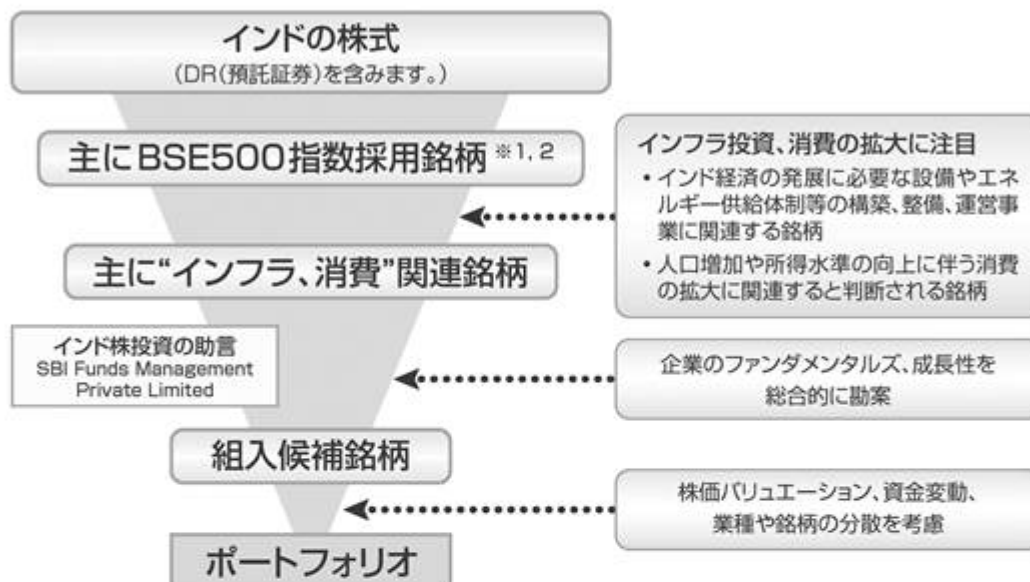 インドの株式
(DR(預託証券)を含みます。)
主にBSE500指数採用銘柄※1,2
インフラ投資、消費の拡大に注目
・インド経済の発展に必要な設備やエネ
ルギー供給体制等の構築、整備、運営事
業に関連する銘柄
・人口増加や所得水準の向上に伴う消費
の拡大に関連すると判断される銘柄
主に“インフラ、消費”関連銘柄
インド株投資の助言
SBI Funds Management
Private Limited
企業のファンダメンタルズ、成長性を
総合的に勘案
組入候補銘柄
株価バリュエーション、資金変動、
業種や銘柄の分散を考慮
ポートフォリオ